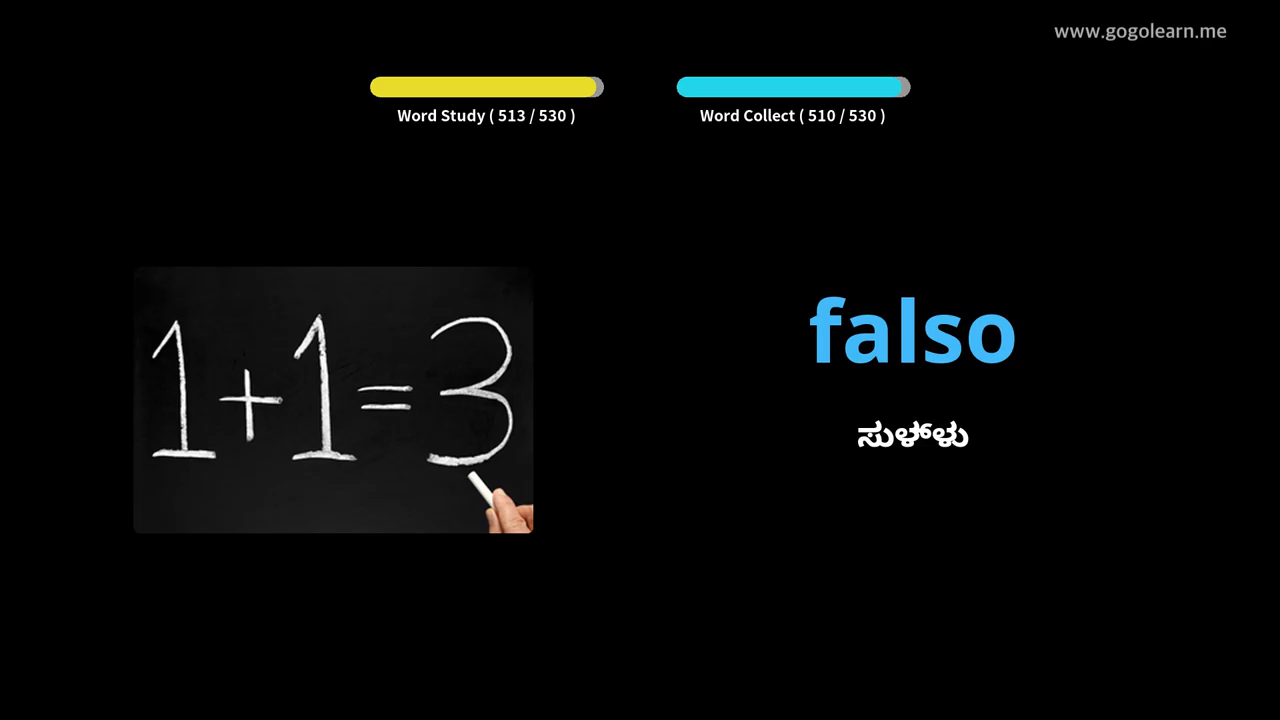 www.gogolearn.me
Word Study ( 513 / 530 )
Word Collect ( 510 / 530 )
1+1=3
falso
ಸುಳ್ಳು